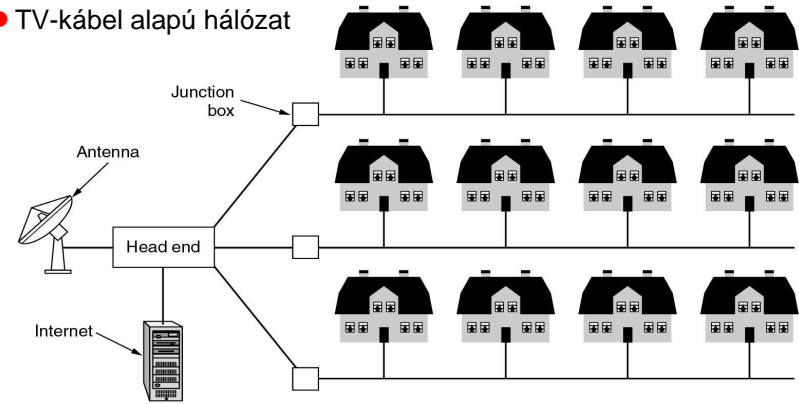 TV-kábel alapú hálózat
Junction
box
Antenna
Head end
Internet